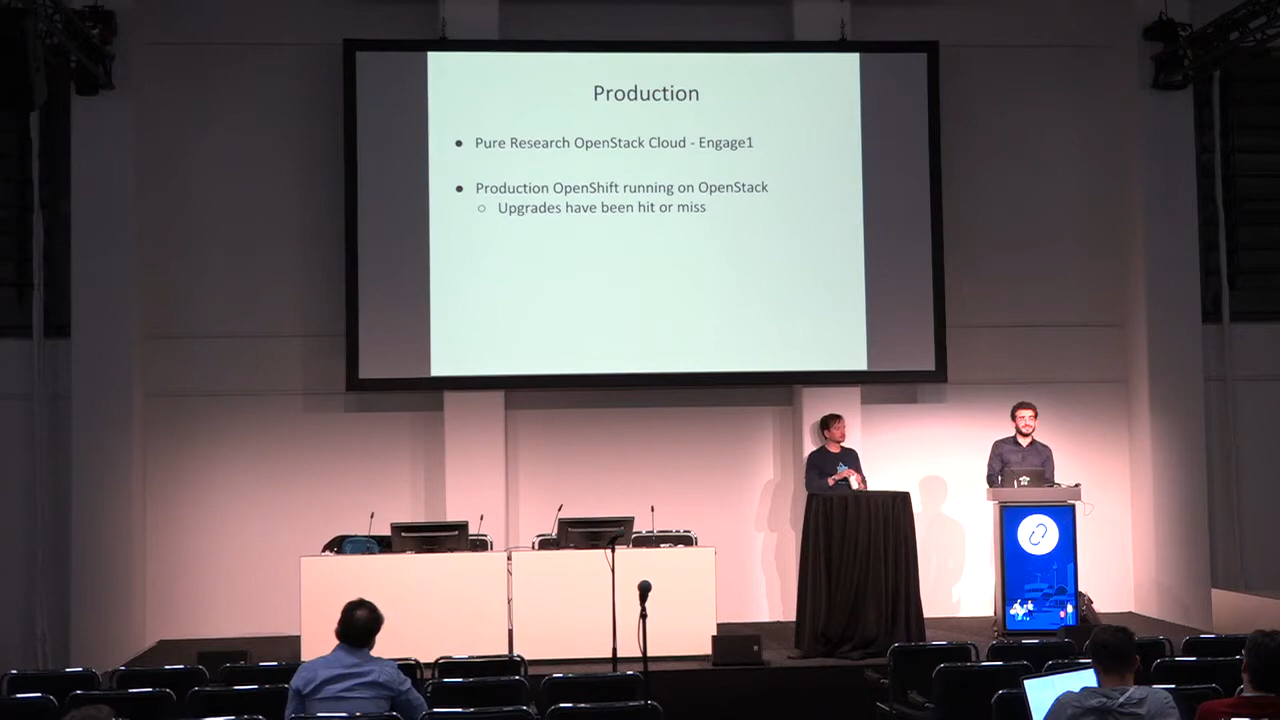 Production
● Pure Research OpenStack Cloud - Engage1
● Production OpenShift running on OpenStack
○ Upgrades have been hit or miss